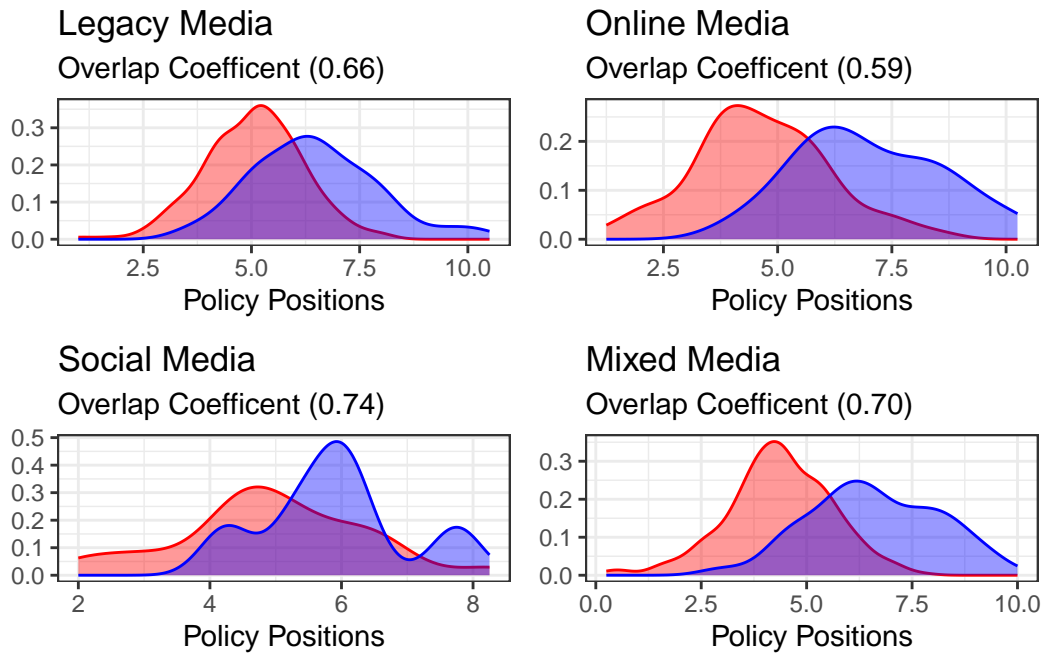 Legacy Media
Overlap Coefficent (0.66)
0.3
0.2
0.1
0.0
2.5 5.0 7.5 10.0
Policy Positions
Online Media
Overlap Coefficent (0.59)
0.2
0.1
0.0
2.5 5.0 7.5 10.0
Policy Positions
Social Media
Overlap Coefficent (0.74)
0.5
0.4
0.3
0.2
0.1
0.0
2 4 6 8
Policy Positions
Mixed Media
Overlap Coefficent (0.70)
0.3
0.2
0.1
0.0
0.0 2.5 5.0 7.5 10.0
Policy Positions